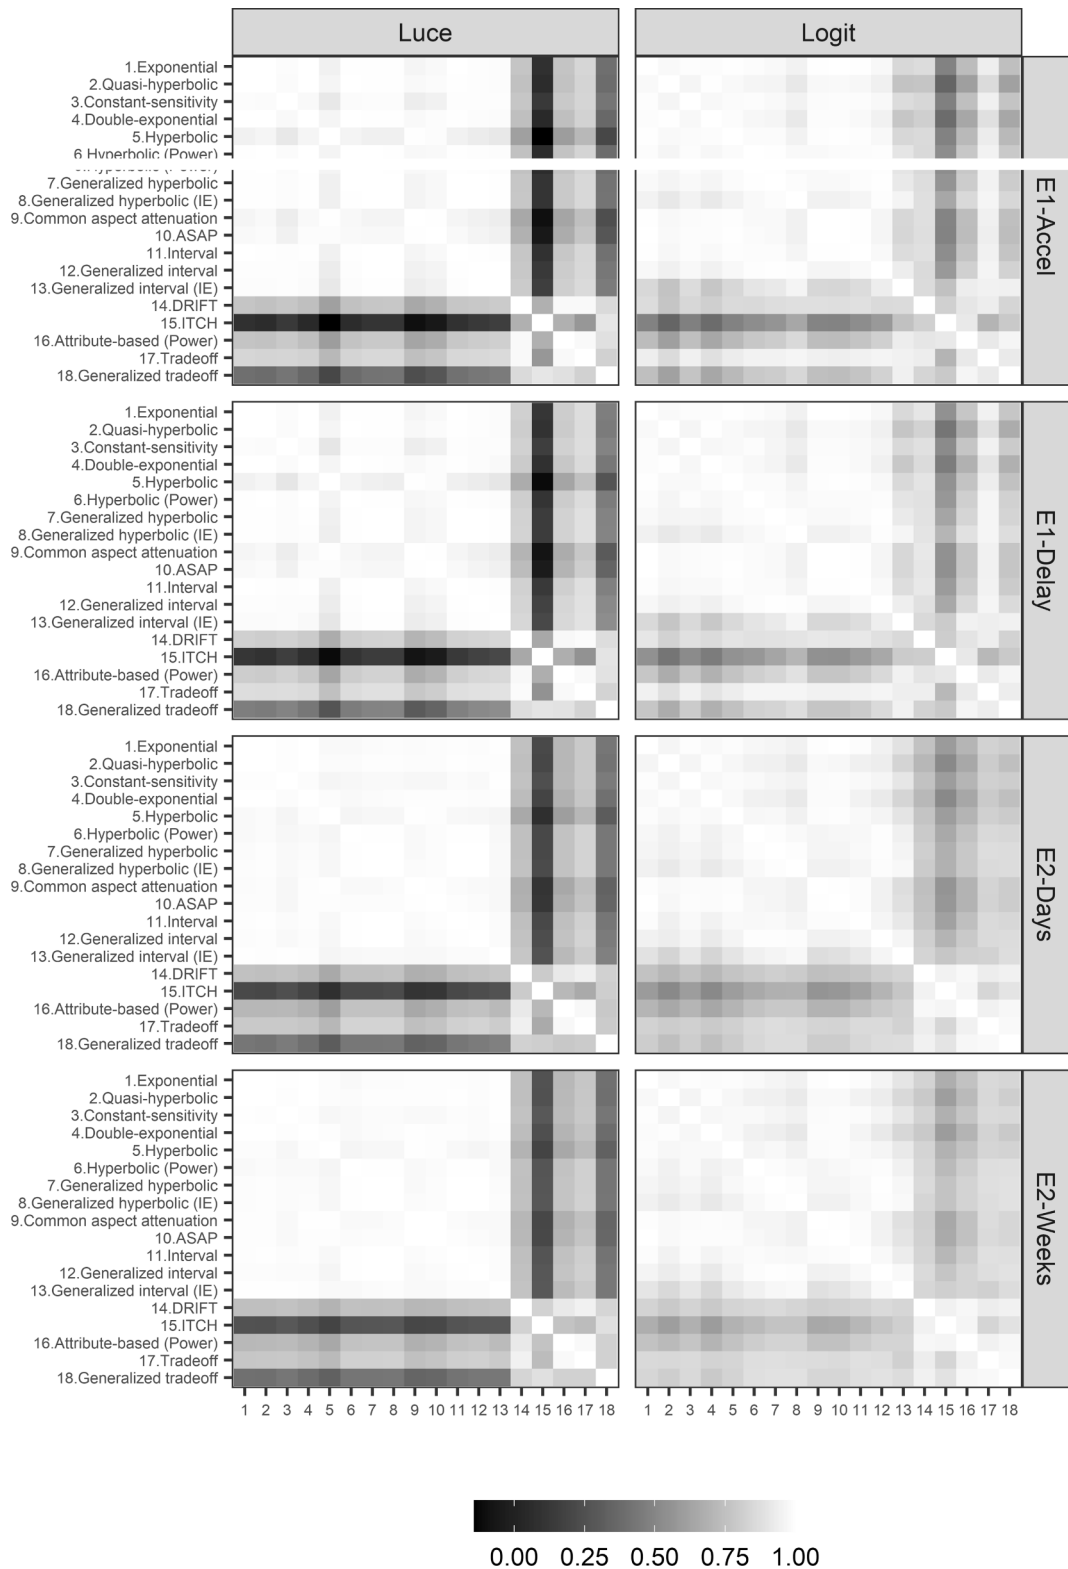 Luce Logit
1.Exponential
2.Quasi-hyperbolic
3.Constant-sensitivity
4.Double-exponential
5.Hyperbolic
6.Hyperbolic (Power)
7.Generalized hyperbolic
8.Generalized hyperbolic (IE)
9.Common aspect attenuation
10.ASAP
11.Interval
12.Generalized interval
13.Generalized interval (IE)
14.DRIFT
15.ITCH
16.Attribute-based (Power)
17.Tradeoff
18.Generalized tradeoff
E1-Accel
1.Exponential
2.Quasi-hyperbolic
3.Constant-sensitivity
4.Double-exponential
5.Hyperbolic
6.Hyperbolic (Power)
7.Generalized hyperbolic
8.Generalized hyperbolic (IE)
9.Common aspect attenuation
10.ASAP
11.Interval
12.Generalized interval
13.Generalized interval (IE)
14.DRIFT
15.ITCH
16.Attribute-based (Power)
17.Tradeoff
18.Generalized tradeoff
E1-Delay
1.Exponential
2.Quasi-hyperbolic
3.Constant-sensitivity
4.Double-exponential
5.Hyperbolic
6.Hyperbolic (Power)
7.Generalized hyperbolic
8.Generalized hyperbolic (IE)
9.Common aspect attenuation
10.ASAP
11.Interval
12.Generalized interval
13.Generalized interval (IE)
14.DRIFT
15.ITCH
16.Attribute-based (Power)
17.Tradeoff
18.Generalized tradeoff
E2-Days
1.Exponential
2.Quasi-hyperbolic
3.Constant-sensitivity
4.Double-exponential
5.Hyperbolic
6.Hyperbolic (Power)
7.Generalized hyperbolic
8.Generalized hyperbolic (IE)
9.Common aspect attenuation
10.ASAP
11.Interval
12.Generalized interval
13.Generalized interval (IE)
14.DRIFT
15.ITCH
16.Attribute-based (Power)
17.Tradeoff
18.Generalized tradeoff
E2-Weeks
1 2 3 4 5 6 7 8 9 10 11 12 13 14 15 16 17 18 1 2 3 4 5 6 7 8 9 10 11 12 13 14 15 16 17 18
0.00 0.25 0.50 0.75 1.00